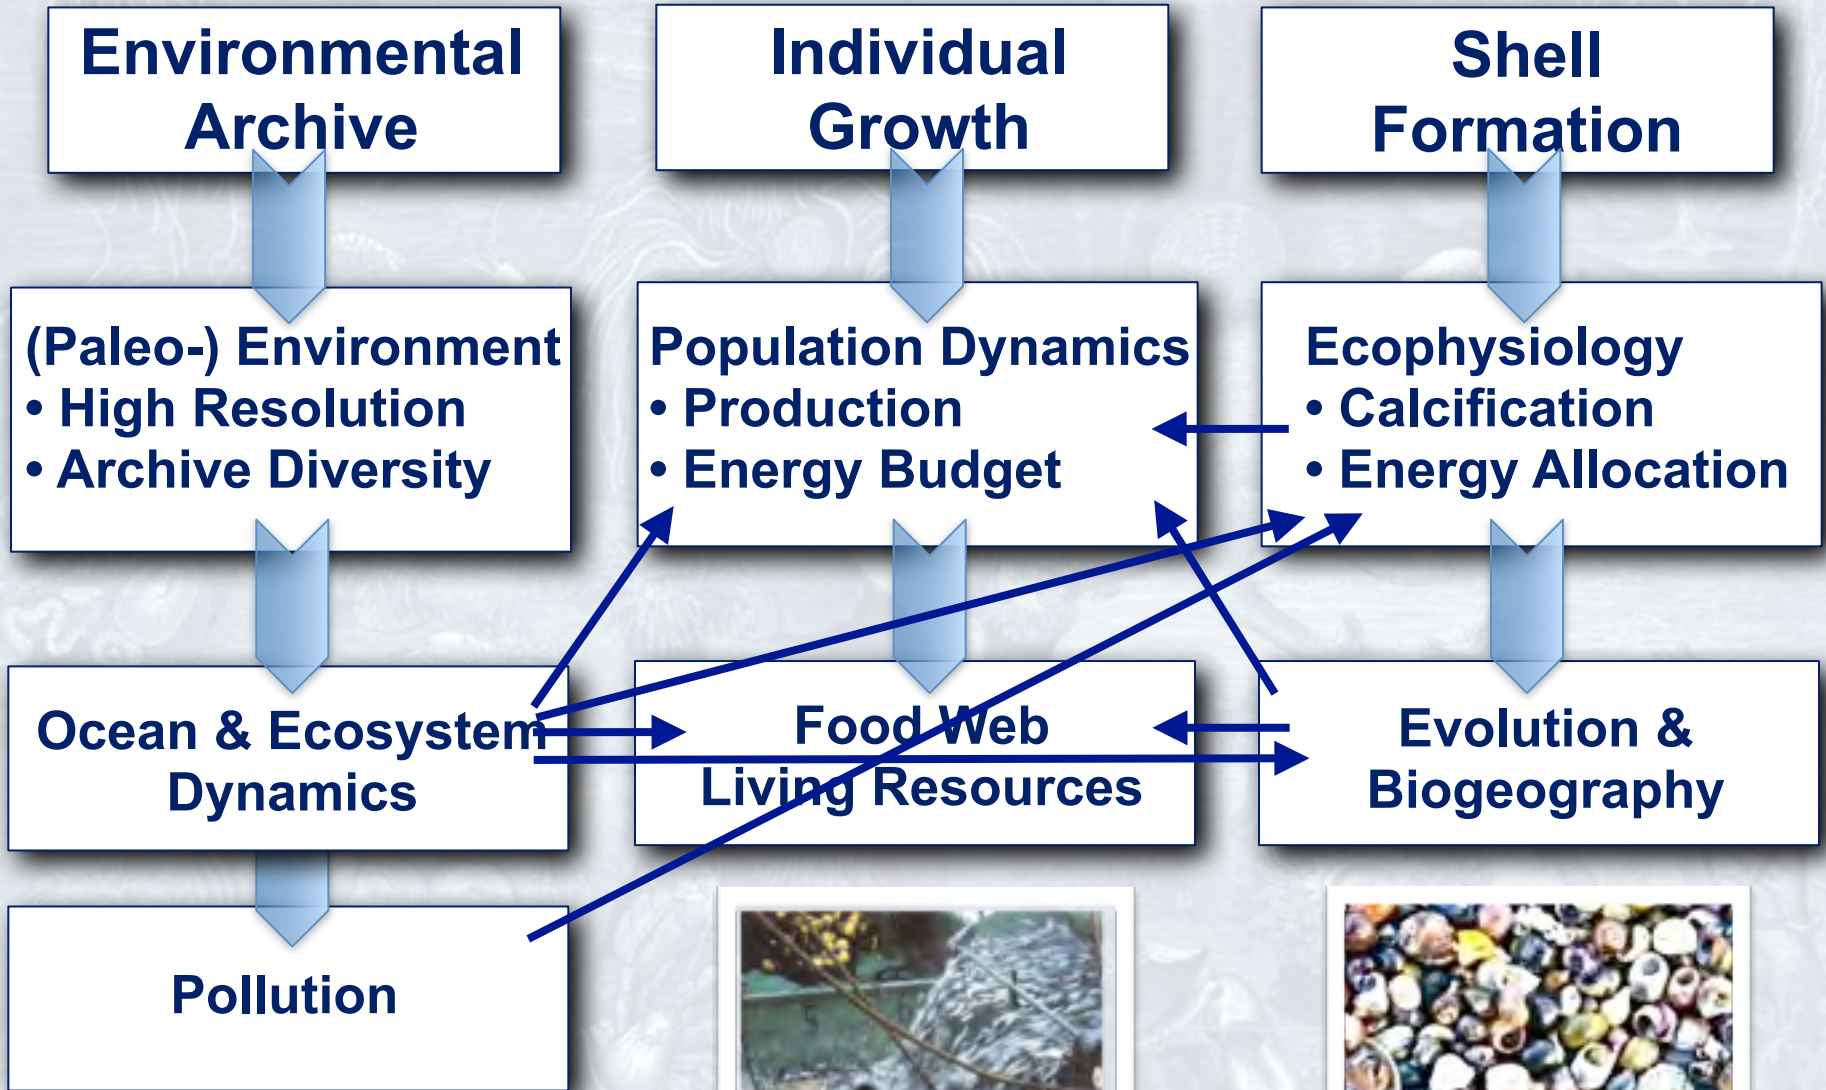 Environmental
Archive
Individual
Growth
Shell
Formation
(Paleo-) Environment
• High Resolution
• Archive Diversity
Population Dynamics
• Production
• Energy Budget
Ecophysiology
• Calcification
• Energy Allocation
Ocean & Ecosystem
Dynamics
Food Web
Living Resources
Evolution &
Biogeography
Pollution